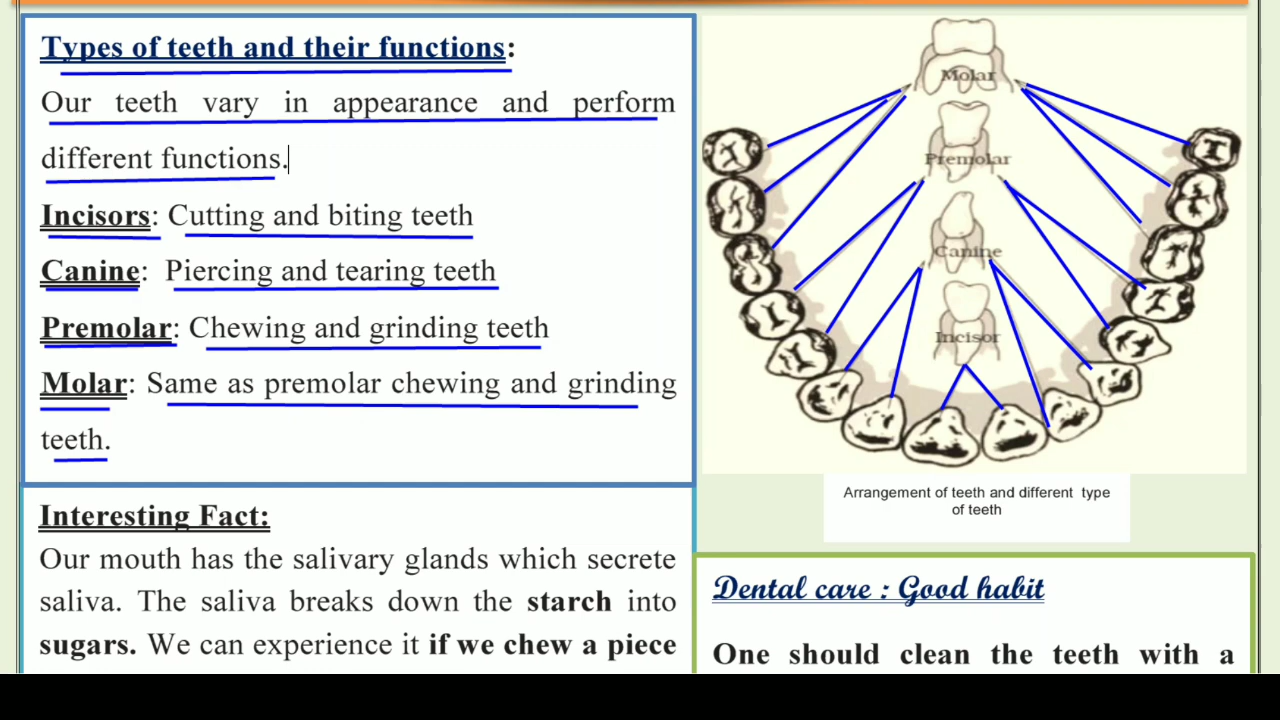 Types of teeth and their functions:
Our teeth vary in appearance and perform
different functions.
Incisors: Cutting and biting teeth
Canine: Piercing and tearing teeth
Premolar: Chewing and grinding teeth
Molar: Same as premolar chewing and grinding
teeth.
Interesting Fact:
Our mouth has the salivary glands which secrete
saliva. The saliva breaks down the starch into
sugars. We can experience it if we chew a piece
Molar
Premolar
Canine
Incisor
Arrangement of teeth and different type
of teeth
Dental care : Good habit
One should clean the teeth with a